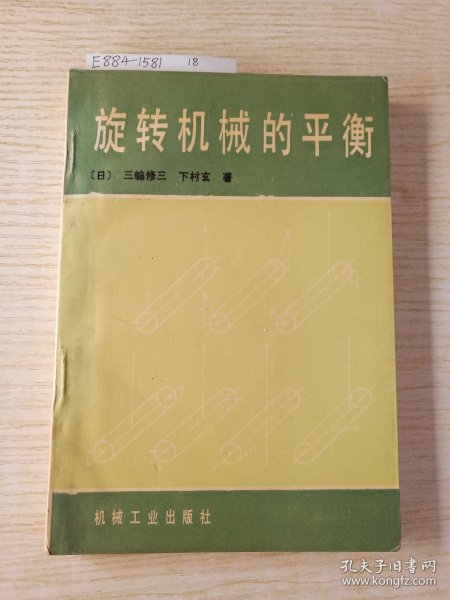 E884-1581 18
旋转机械的平衡
〔日〕 三輪修三 下村玄 著
机械工业出版社
孔夫子旧书网
www.kongfz.com